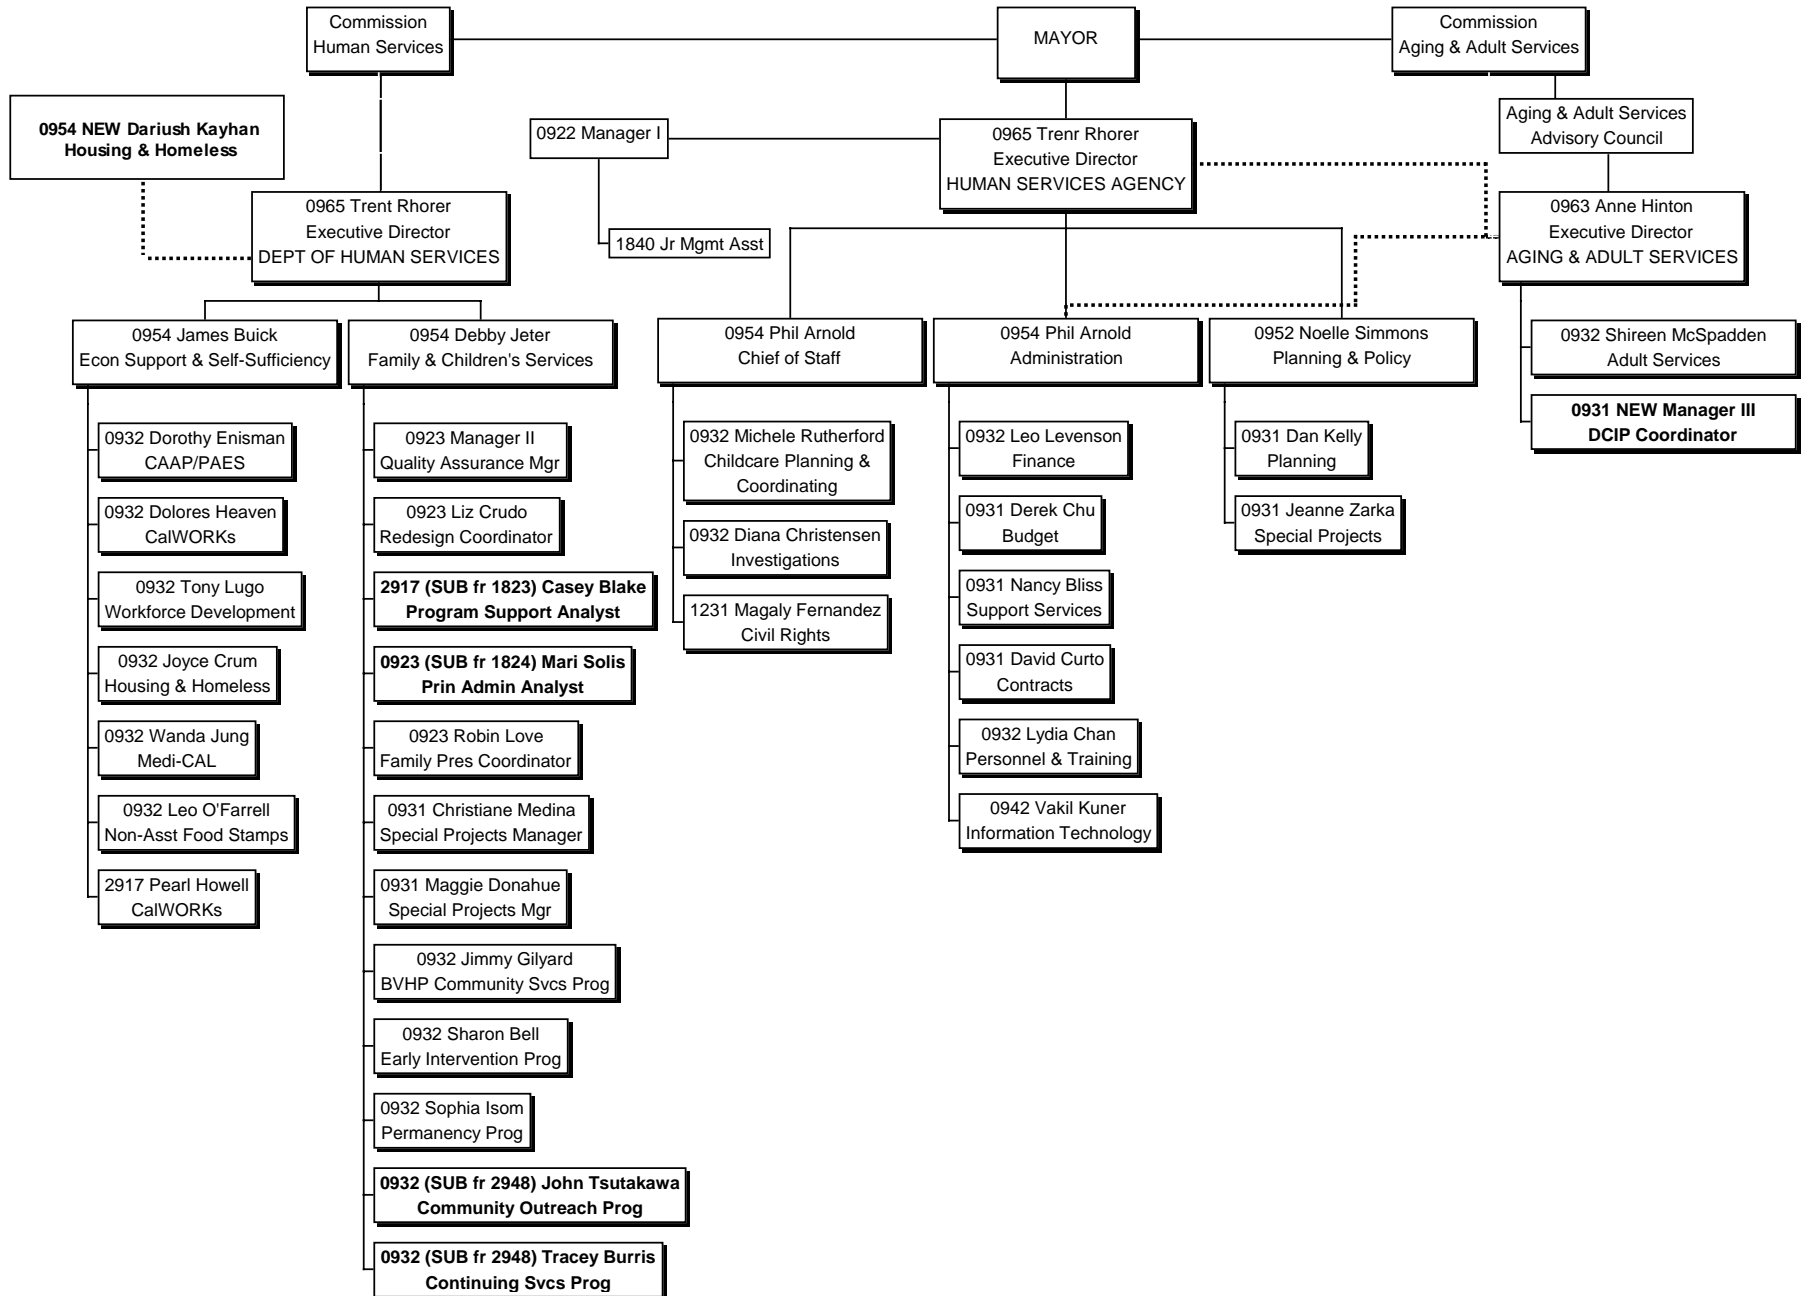 Commission
Human Services
MAYOR
Commission
Aging & Adult Services
0954 NEW Dariush Kayhan
Housing & Homeless
0922 Manager I
1840 Jr Mgmt Asst
0965 Trenr Rhorer
Executive Director
HUMAN SERVICES AGENCY
Aging & Adult Services
Advisory Council
0965 Trent Rhorer
Executive Director
DEPT OF HUMAN SERVICES
0963 Anne Hinton
Executive Director
AGING & ADULT SERVICES
0954 James Buick
Econ Support & Self-Sufficiency
0932 Dorothy Enisman
CAAP/PAES
0932 Dolores Heaven
CalWORKs
0932 Tony Lugo
Workforce Development
0932 Joyce Crum
Housing & Homeless
0932 Wanda Jung
Medi-CAL
0932 Leo O'Farrell
Non-Asst Food Stamps
2917 Pearl Howell
CalWORKs
0954 Debby Jeter
Family & Children's Services
0923 Manager II
Quality Assurance Mgr
0923 Liz Crudo
Redesign Coordinator
2917 (SUB fr 1823) Casey Blake
Program Support Analyst
0923 (SUB fr 1824) Mari Solis
Prin Admin Analyst
0923 Robin Love
Family Pres Coordinator
0931 Christiane Medina
Special Projects Manager
0931 Maggie Donahue
Special Projects Mgr
0932 Jimmy Gilyard
BVHP Community Svcs Prog
0932 Sharon Bell
Early Intervention Prog
0932 Sophia Isom
Permanency Prog
0932 (SUB fr 2948) John Tsutakawa
Community Outreach Prog
0932 (SUB fr 2948) Tracey Burris
Continuing Svcs Prog
0954 Phil Arnold
Chief of Staff
0932 Michele Rutherford
Childcare Planning &
Coordinating
0932 Diana Christensen
Investigations
1231 Magaly Fernandez
Civil Rights
0954 Phil Arnold
Administration
0932 Leo Levenson
Finance
0931 Derek Chu
Budget
0931 Nancy Bliss
Support Services
0931 David Curto
Contracts
0932 Lydia Chan
Personnel & Training
0942 Vakil Kuner
Information Technology
0952 Noelle Simmons
Planning & Policy
0931 Dan Kelly
Planning
0931 Jeanne Zarka
Special Projects
0932 Shireen McSpadden
Adult Services
0931 NEW Manager III
DCIP Coordinator